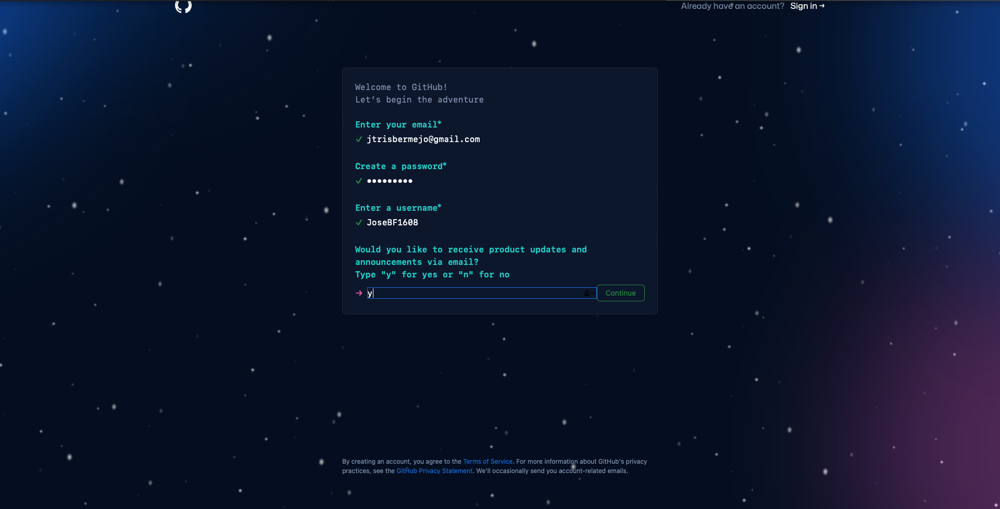 Already have an account? Sign in →
Welcome to GitHub!
Let’s begin the adventure
Enter your email*
✓ jtrisbermejo@gmail.com
Create a password*
✓ ●●●●●●●●●
Enter a username*
✓ JoseBF1608
Would you like to receive product updates and
announcements via email?
Type "y" for yes or "n" for no
→ y Continue
By creating an account, you agree to the Terms of Service. For more information about GitHub's privacy
practices, see the GitHub Privacy Statement. We'll occasionally send you account-related emails.